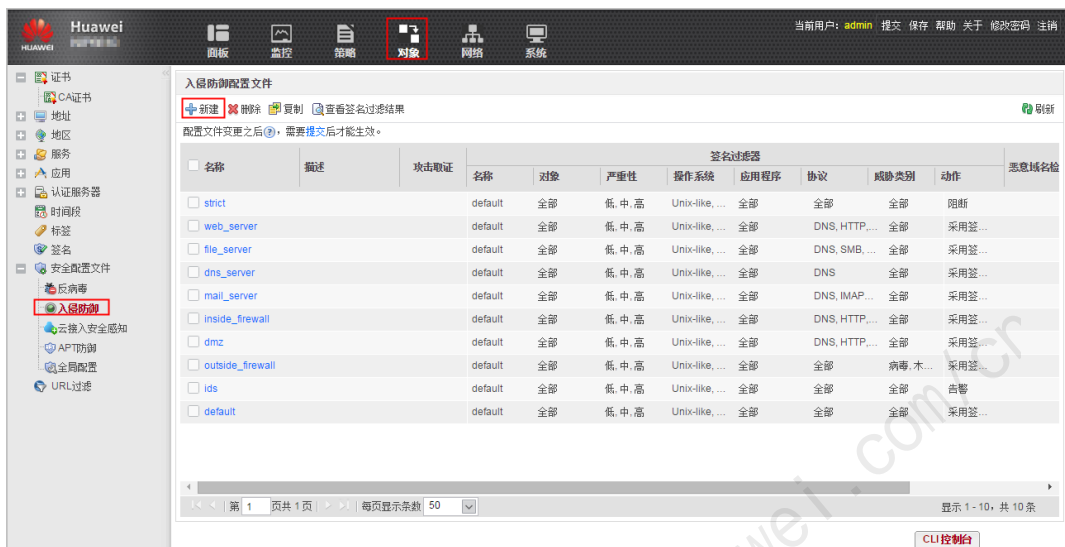 HUAWEI
Huawei
面板
监控
策略
对象
网络
系统
当前用户: admin 提交 保存 帮助 关于 修改密码 注销
证书
CA证书
地址
地区
服务
应用
认证服务器
时间段
标签
签名
安全配置文件
反病毒
入侵防御
云接入安全感知
APT防御
全局配置
URL过滤
入侵防御配置文件
新建 删除 复制 查看签名过滤结果 刷新
配置文件变更之后, 需要提交后才能生效。
名称 描述 攻击取证 签名过滤器 恶意域名检
名称 对象 严重性 操作系统 应用程序 协议 威胁类别 动作
strict default 全部 低, 中, 高 Unix-like, ... 全部 全部 全部 阻断
web_server default 全部 低, 中, 高 Unix-like, ... 全部 DNS, HTTP,... 全部 采用签...
file_server default 全部 低, 中, 高 Unix-like, ... 全部 DNS, SMB, ... 全部 采用签...
dns_server default 全部 低, 中, 高 Unix-like, ... 全部 DNS 全部 采用签...
mail_server default 全部 低, 中, 高 Unix-like, ... 全部 DNS, IMAP... 全部 采用签...
inside_firewall default 全部 低, 中, 高 Unix-like, ... 全部 DNS, HTTP,... 全部 采用签...
dmz default 全部 低, 中, 高 Unix-like, ... 全部 DNS, HTTP,... 全部 采用签...
outside_firewall default 全部 低, 中, 高 Unix-like, ... 全部 全部 病毒, 木... 采用签...
ids default 全部 低, 中, 高 Unix-like, ... 全部 全部 全部 告警
default default 全部 低, 中, 高 Unix-like, ... 全部 全部 全部 采用签...
第 1 页共 1 页 每页显示条数 50 显示 1 - 10, 共 10 条
CLI控制台
wei.com/cr